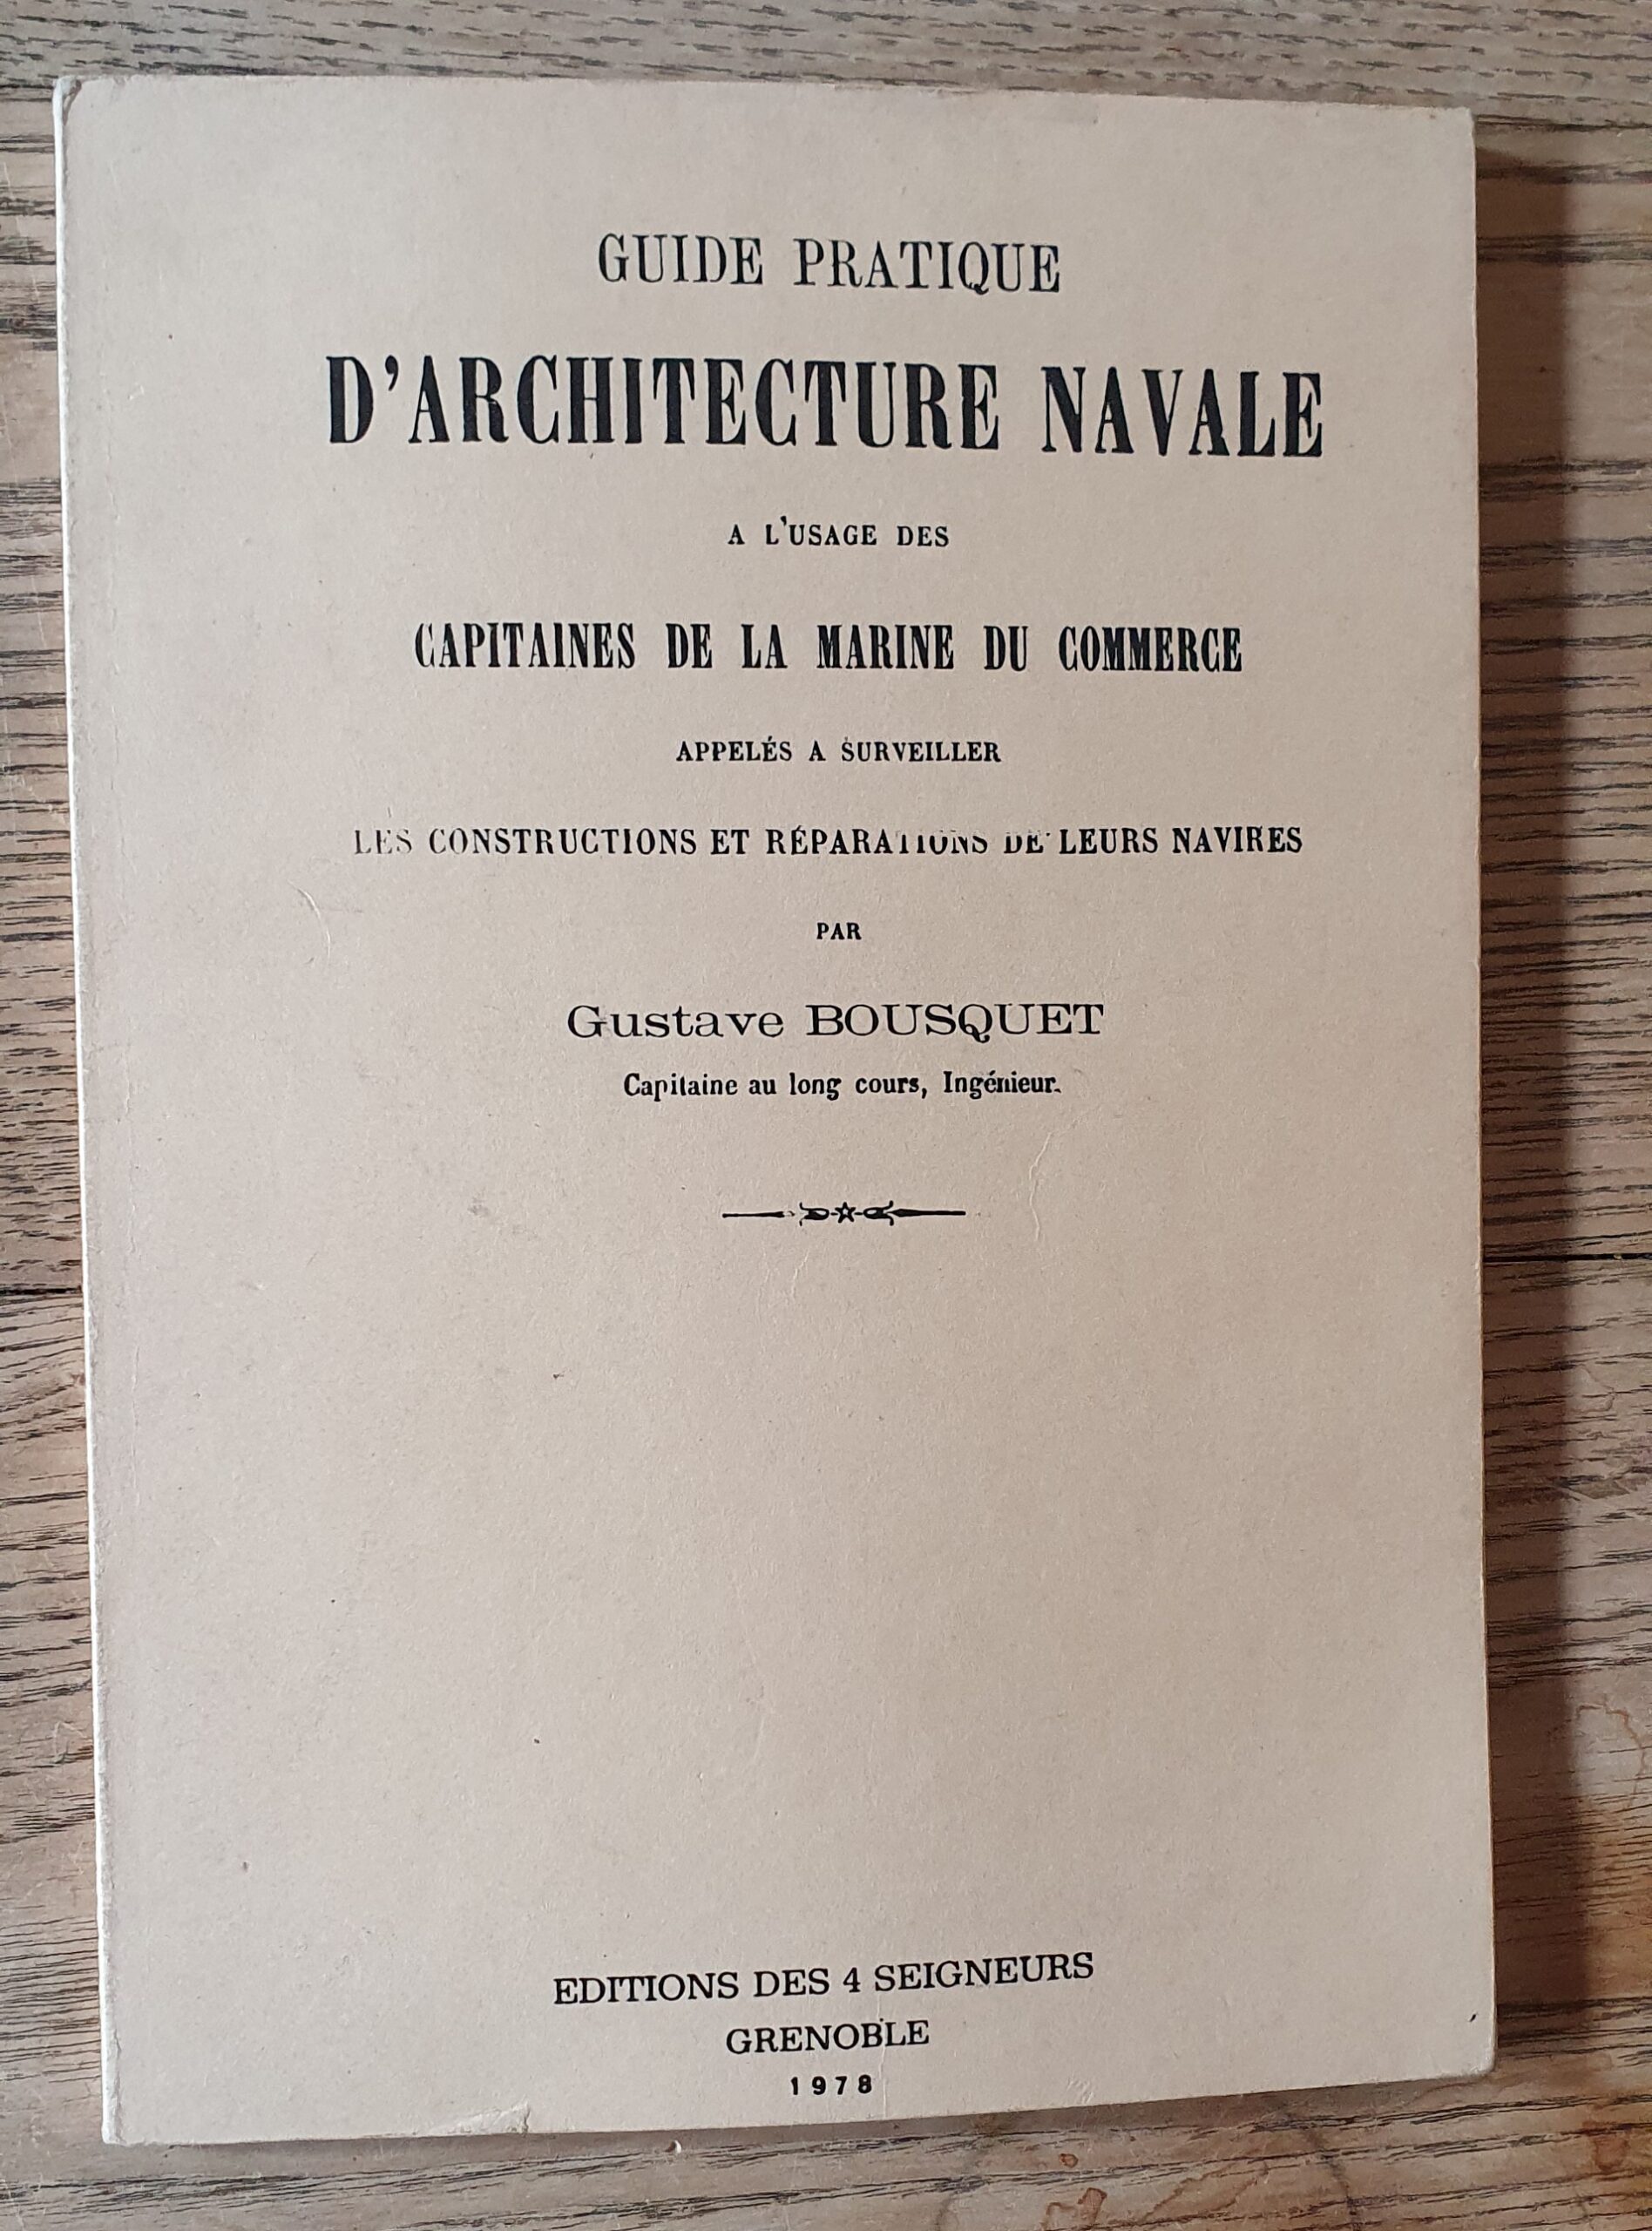 GUIDE PRATIQUE
D'ARCHITECTURE NAVALE
A L'USAGE DES
CAPITAINES DE LA MARINE DU COMMERCE
APPELÉS A SURVEILLER
LES CONSTRUCTIONS ET RÉPARATIONS DE LEURS NAVIRES
PAR
Gustave BOUSQUET
Capitaine au long cours, Ingénieur.
EDITIONS DES 4 SEIGNEURS
GRENOBLE
1978